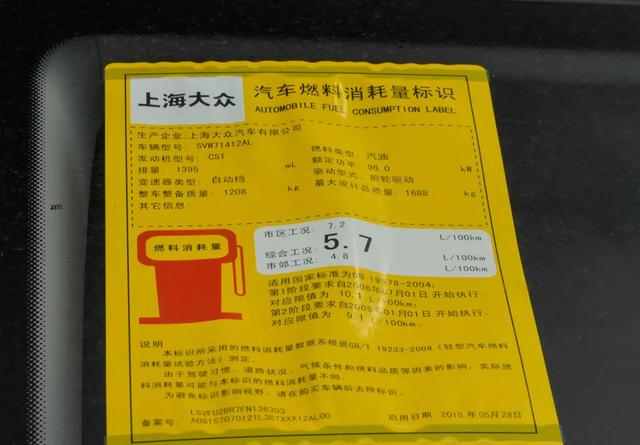 上海大众
汽车燃料消耗量标识
AUTOMOBILE FUEL CONSUMPTION LABEL
生产企业:上海大众汽车有限公司
车辆型号: SVW71412AL
发动机型号: CST
燃料类型: 汽油
排量: 1395 mL
额定功率: 96.0 kW
变速器类型: 自动档
驱动型式: 前轮驱动
整车整备质量: 1208 kg
最大设计总质量: 1688 kg
其它信息:
燃料消耗量
市区工况: 7.2 L/100km
综合工况: 5.7 L/100km
市郊工况: 4.8 L/100km
适用国家标准为GB 19578-2004;
第1阶段要求自2006年07月01日 开始执行,
对应限值为 10.1 L/100km;
第2阶段要求自2009年01月01日 开始执行,
对应限值为 9.1 L/100km.
说明
本标识所采用的燃料消耗量数据系根据GB/T 19233-2008《轻型汽车燃料
消耗量试验方法》测定。
由于驾驶习惯、道路状况、气候条件和燃料品质等因素的影响，实际燃
料消耗量可能与本标识的燃料消耗量不同。
为避免标识影响视野，请在购买车辆后去除标识。
LSVFU2BR7FN136303
备案号: A08157070121L381XXX12AL00
启用日期: 2015 年05月28日